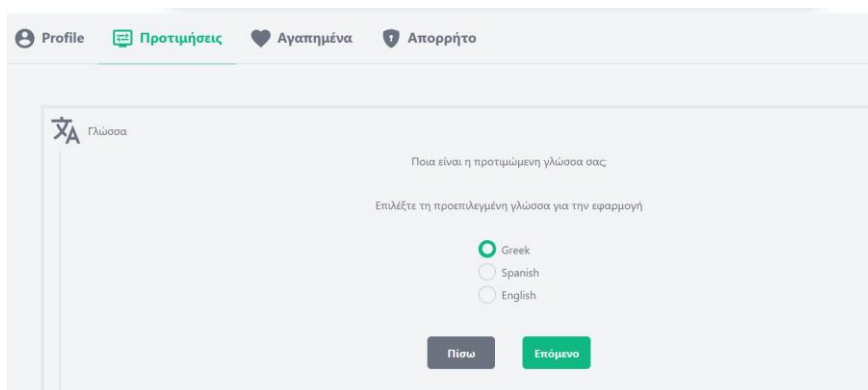 Profile Προτιμήσεις Αγαπημένα Απορρήτο
Γλώσσα
Ποια είναι η προτιμώμενη γλώσσα σας;
Επιλέξτε τη προεπιλεγμένη γλώσσα για την εφαρμογή
Greek
Spanish
English
Πίσω Επόμενο